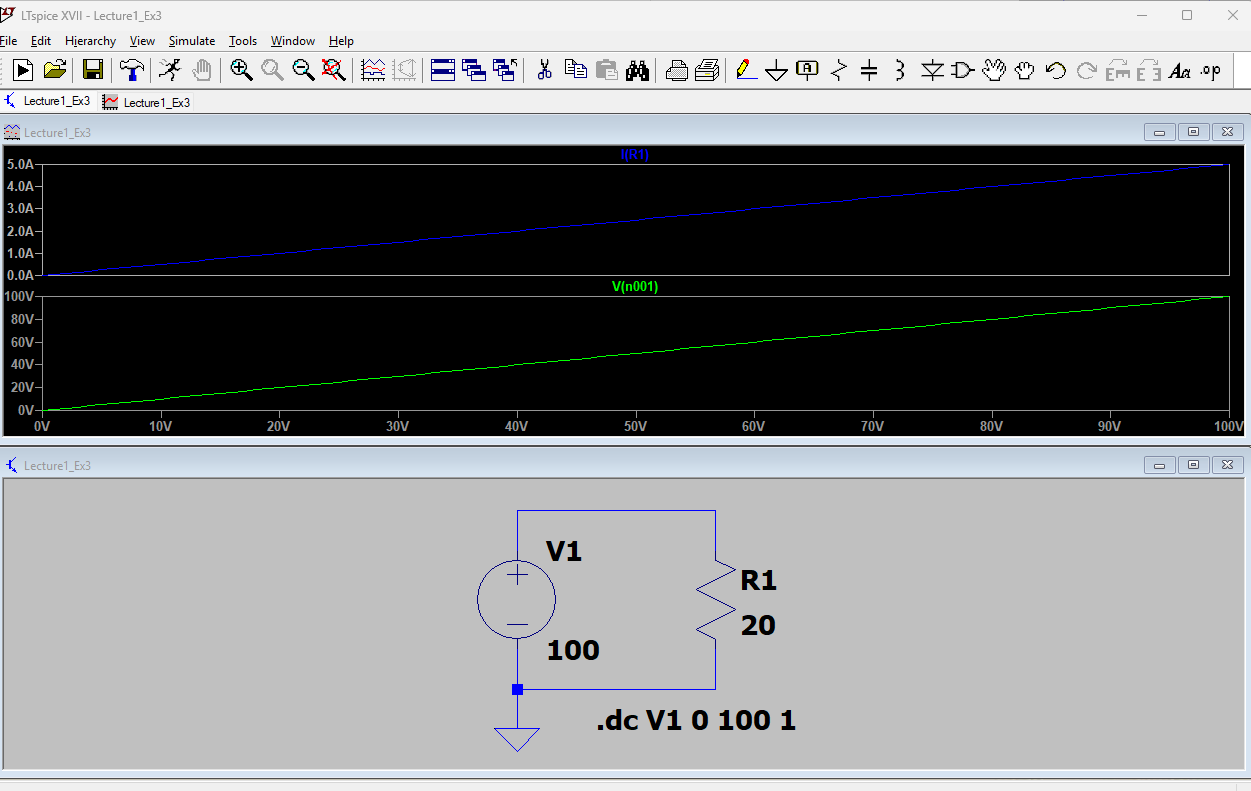 LTspice XVII - Lecture1_Ex3
File Edit Hierarchy View Simulate Tools Window Help
A Aa .op
Lecture1_Ex3 Lecture1_Ex3
Lecture1_Ex3
I(R1)
5.0A
4.0A
3.0A
2.0A
1.0A
0.0A
V(n001)
100V
80V
60V
40V
20V
0V
0V 10V 20V 30V 40V 50V 60V 70V 80V 90V 100V
Lecture1_Ex3
V1
R1
20
100
.dc V1 0 100 1